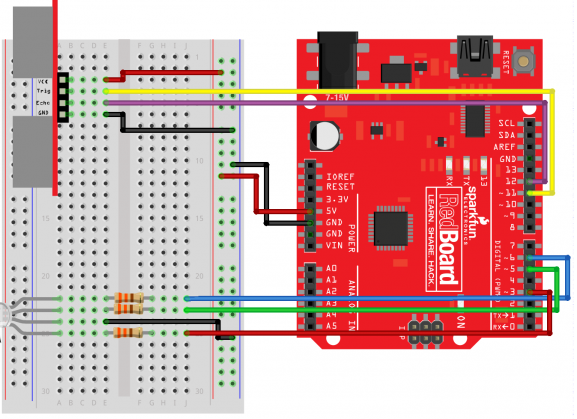 VCC
Trig
Echo
GND
A B C D E
F G H I J
1
10
15
20
30
A B C D E
F G H I J
7-15V
RESET
SCL
SDA
AREF
GND
13
12
~11
~10
~9
8
7
~6
~5
4
~3
2
TX→1
RX←0
DIGITAL (PWM~)
IOREF
RESET
3.3V
5V
GND
GND
VIN
POWER
A0
A1
A2
A3
A4
A5
ANALOG IN
RX
TX
13
sparkfun
ELECTRONICS
RedBoard
LEARN. SHARE. HACK.
ON